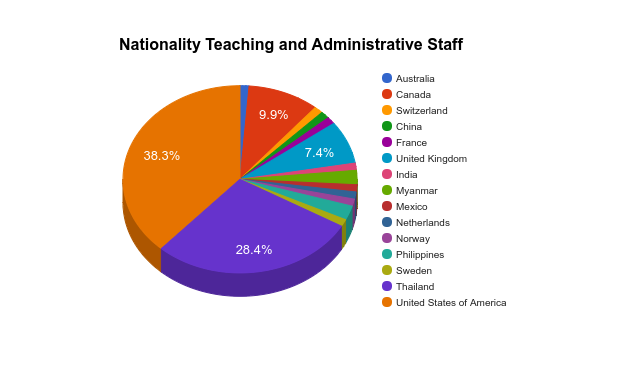 Nationality Teaching and Administrative Staff
Australia
Canada
Switzerland
China
France
United Kingdom
India
Myanmar
Mexico
Netherlands
Norway
Philippines
Sweden
Thailand
United States of America
9.9%
7.4%
38.3%
28.4%